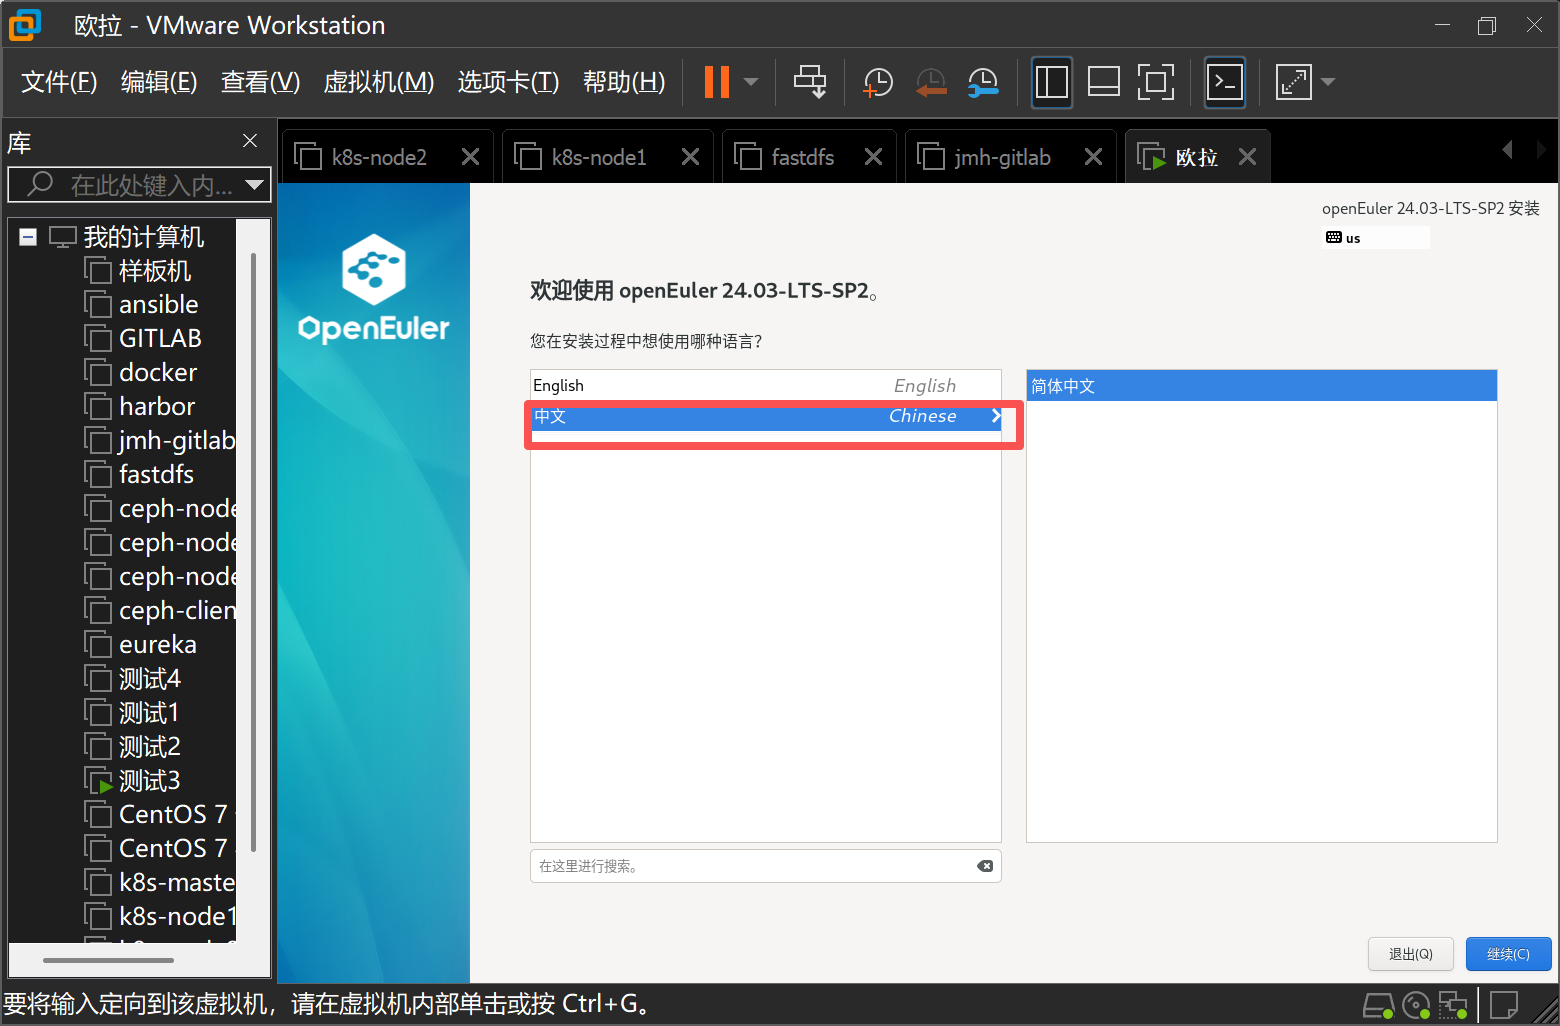 欧拉 - VMware Workstation
文件(F) 编辑(E) 查看(V) 虚拟机(M) 选项卡(T) 帮助(H)
库
在此处键入内...
我的计算机
样板机
ansible
GITLAB
docker
harbor
jmh-gitlab
fastdfs
ceph-node
ceph-node
ceph-node
ceph-clien
eureka
测试4
测试1
测试2
测试3
CentOS 7
CentOS 7
k8s-maste
k8s-node1
k8s-node2 k8s-node1 fastdfs jmh-gitlab 欧拉
OpenEuler
openEuler 24.03-LTS-SP2 安装
us
欢迎使用 openEuler 24.03-LTS-SP2。
您在安装过程中想使用哪种语言？
English English
中文 Chinese
简体中文
在这里进行搜索。
退出(Q) 继续(C)
要将输入定向到该虚拟机，请在虚拟机内部单击或按 Ctrl+G。